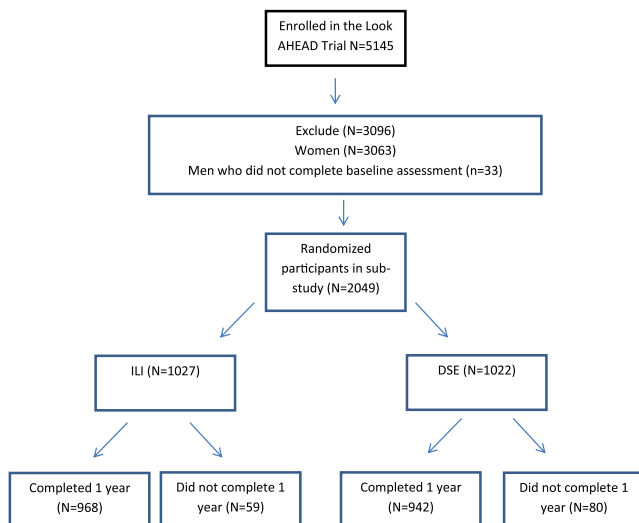 Enrolled in the Look
AHEAD Trial N=5145
Exclude (N=3096)
Women (N=3063)
Men who did not complete baseline assessment (n=33)
Randomized
participants in sub-
study (N=2049)
ILI (N=1027)
DSE (N=1022)
Completed 1 year
(N=968)
Did not complete 1
year (N=59)
Completed 1 year
(N=942)
Did not complete 1
year (N=80)